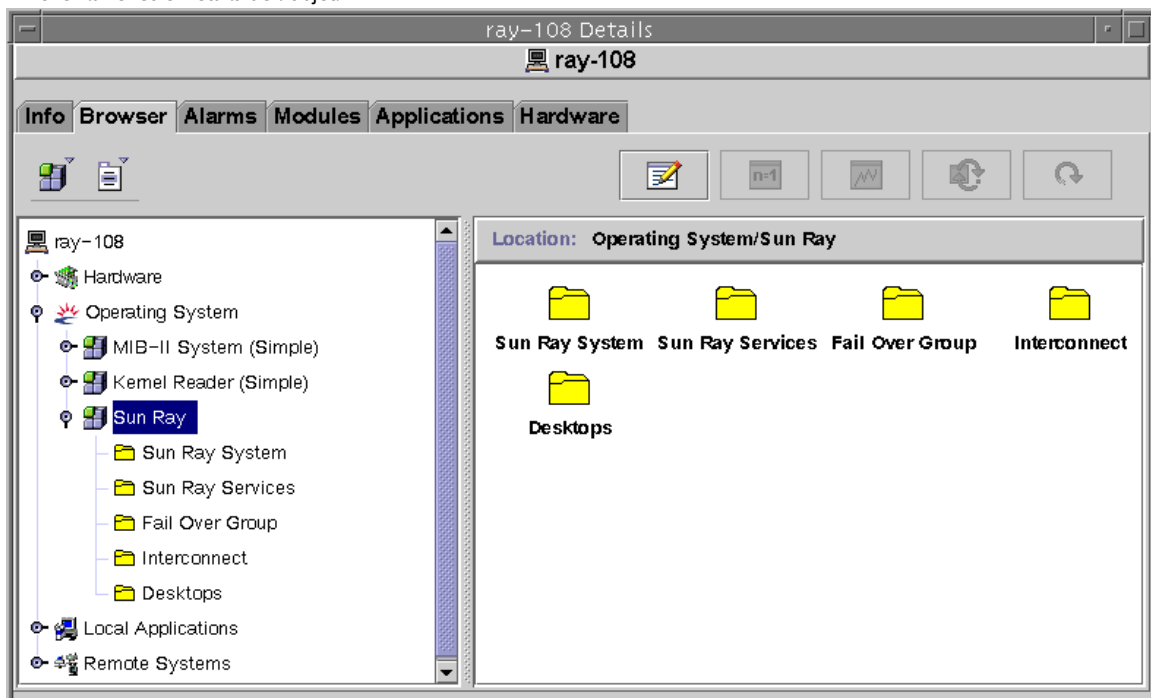 ray-108 Details
ray-108
Info Browser Alarms Modules Applications Hardware
n=1
ray-108
Hardware
Operating System
MIB-II System (Simple)
Kernel Reader (Simple)
Sun Ray
Sun Ray System
Sun Ray Services
Fail Over Group
Interconnect
Desktops
Local Applications
Remote Systems
Location: Operating System/Sun Ray
Sun Ray System Sun Ray Services Fail Over Group Interconnect
Desktops